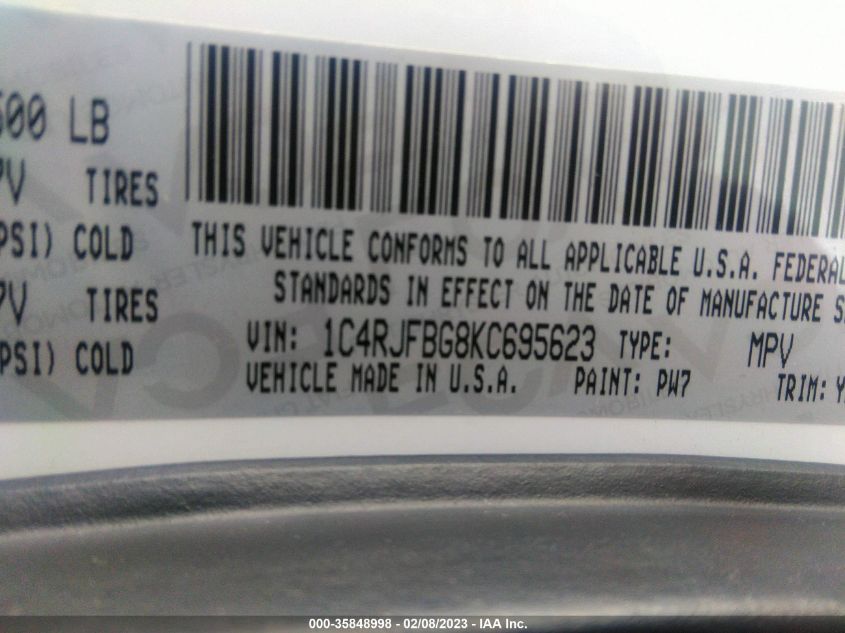 500 LB
PV TIRES
PSI) COLD
PV TIRES
PSI) COLD
THIS VEHICLE CONFORMS TO ALL APPLICABLE U.S.A. FEDERAL
STANDARDS IN EFFECT ON THE DATE OF MANUFACTURE S
VIN: 1C4RJFBG8KC695623 TYPE: MPV
VEHICLE MADE IN U.S.A. PAINT: PW7 TRIM: Y
000-35848998 - 02/08/2023 - IAA Inc.